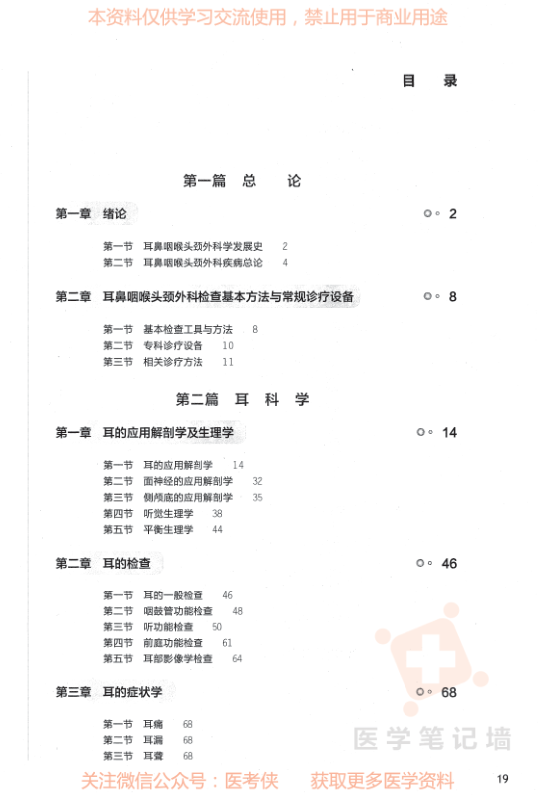 本资料仅供学习交流使用，禁止用于商业用途
目 录
第一篇 总 论
第一章 绪论 2
第一节 耳鼻咽喉头颈外科学发展史 2
第二节 耳鼻咽喉头颈外科疾病总论 4
第二章 耳鼻咽喉头颈外科检查基本方法与常规诊疗设备 8
第一节 基本检查工具与方法 8
第二节 专科诊疗设备 10
第三节 相关诊疗方法 11
第二篇 耳 科 学
第一章 耳的应用解剖学及生理学 14
第一节 耳的应用解剖学 14
第二节 面神经的应用解剖学 32
第三节 侧颅底的应用解剖学 35
第四节 听觉生理学 38
第五节 平衡生理学 44
第二章 耳的检查 46
第一节 耳的一般检查 46
第二节 咽鼓管功能检查 48
第三节 听功能检查 50
第四节 前庭功能检查 61
第五节 耳部影像学检查 64
第三章 耳的症状学 68
第一节 耳痛 68
第二节 耳漏 68
第三节 耳聋 68
医学笔记墙
19
关注微信公众号：医考侠 获取更多医学资料